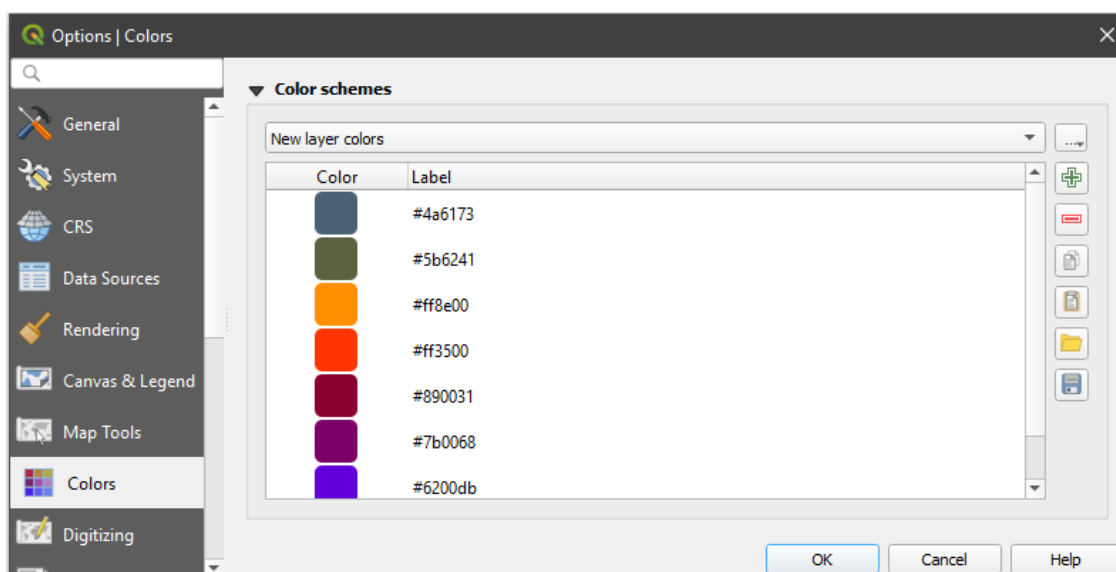 Options | Colors
General
System
CRS
Data Sources
Rendering
Canvas & Legend
Map Tools
Colors
Digitizing
Color schemes
New layer colors
...
Color Label
#4a6173
#5b6241
#ff8e00
#ff3500
#890031
#7b0068
#6200db
OK Cancel Help